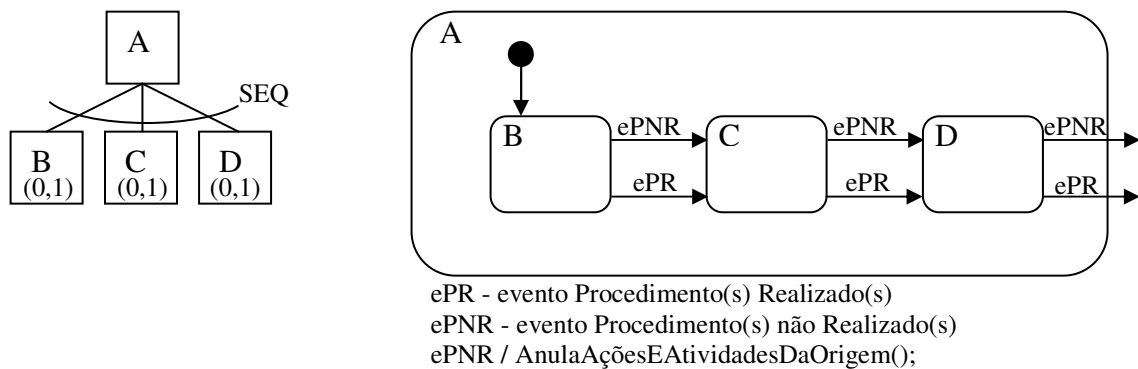 A
SEQ
B
(0,1)
C
(0,1)
D
(0,1)
A
B
ePNR
ePR
C
ePNR
ePR
D
ePNR
ePR
ePR - evento Procedimento(s) Realizado(s)
ePNR - evento Procedimento(s) não Realizado(s)
ePNR / AnulaAçõesEAtividadesDaOrigem();